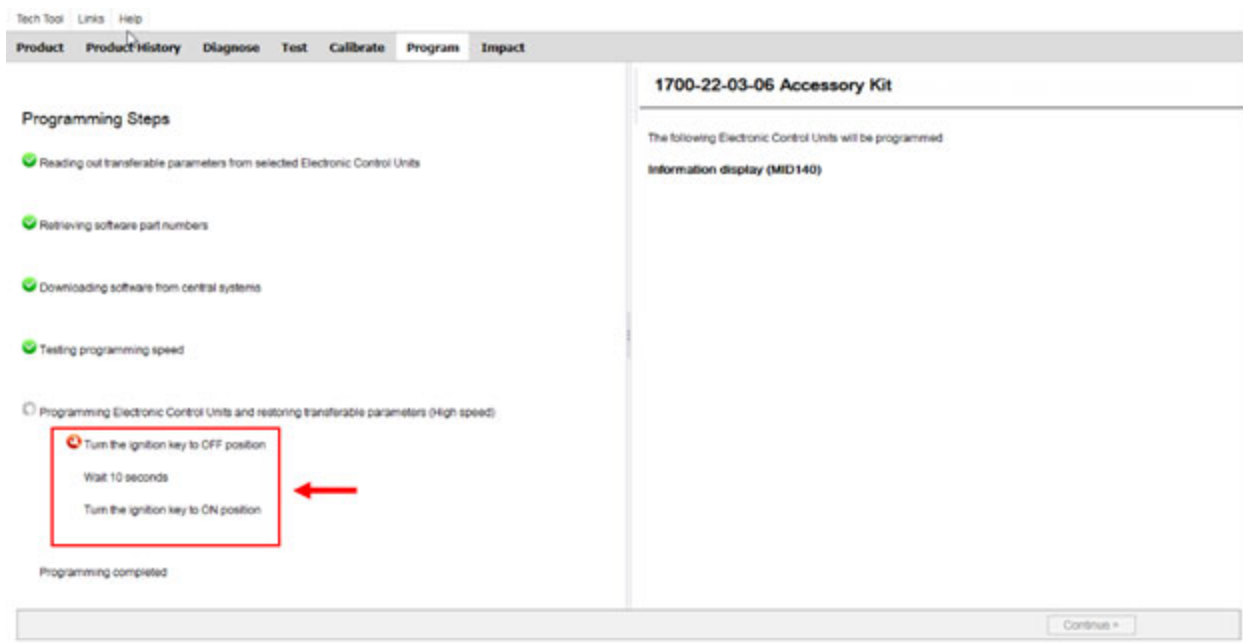 Tech Tool Links Help
Product Product History Diagnose Test Calibrate Program Impact
1700-22-03-06 Accessory Kit
Programming Steps
The following Electronic Control Units will be programmed
Reading out transferable parameters from selected Electronic Control Units
Information display (MID140)
Retrieving software part numbers
Downloading software from central systems
Testing programming speed
Programming Electronic Control Units and restoring transferable parameters (High speed)
Turn the ignition key to OFF position
Wait 10 seconds
Turn the ignition key to ON position
Programming completed
Continue >